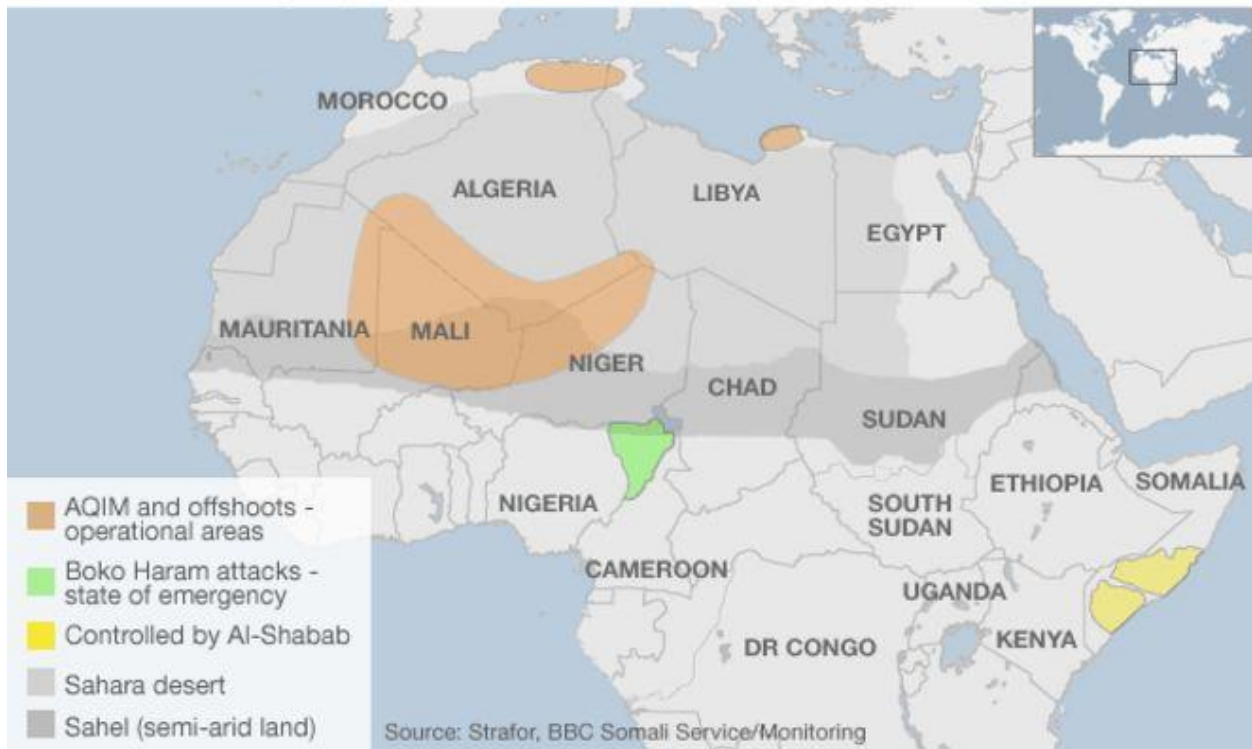 MOROCCO
ALGERIA
LIBYA
EGYPT
MAURITANIA
MALI
NIGER
CHAD
SUDAN
NIGERIA
SOUTH
SUDAN
ETHIOPIA
SOMALIA
CAMEROON
UGANDA
DR CONGO
KENYA
AQIM and offshoots -
operational areas
Boko Haram attacks -
state of emergency
Controlled by Al-Shabab
Sahara desert
Sahel (semi-arid land)
Source: Strafor, BBC Somali Service/Monitoring